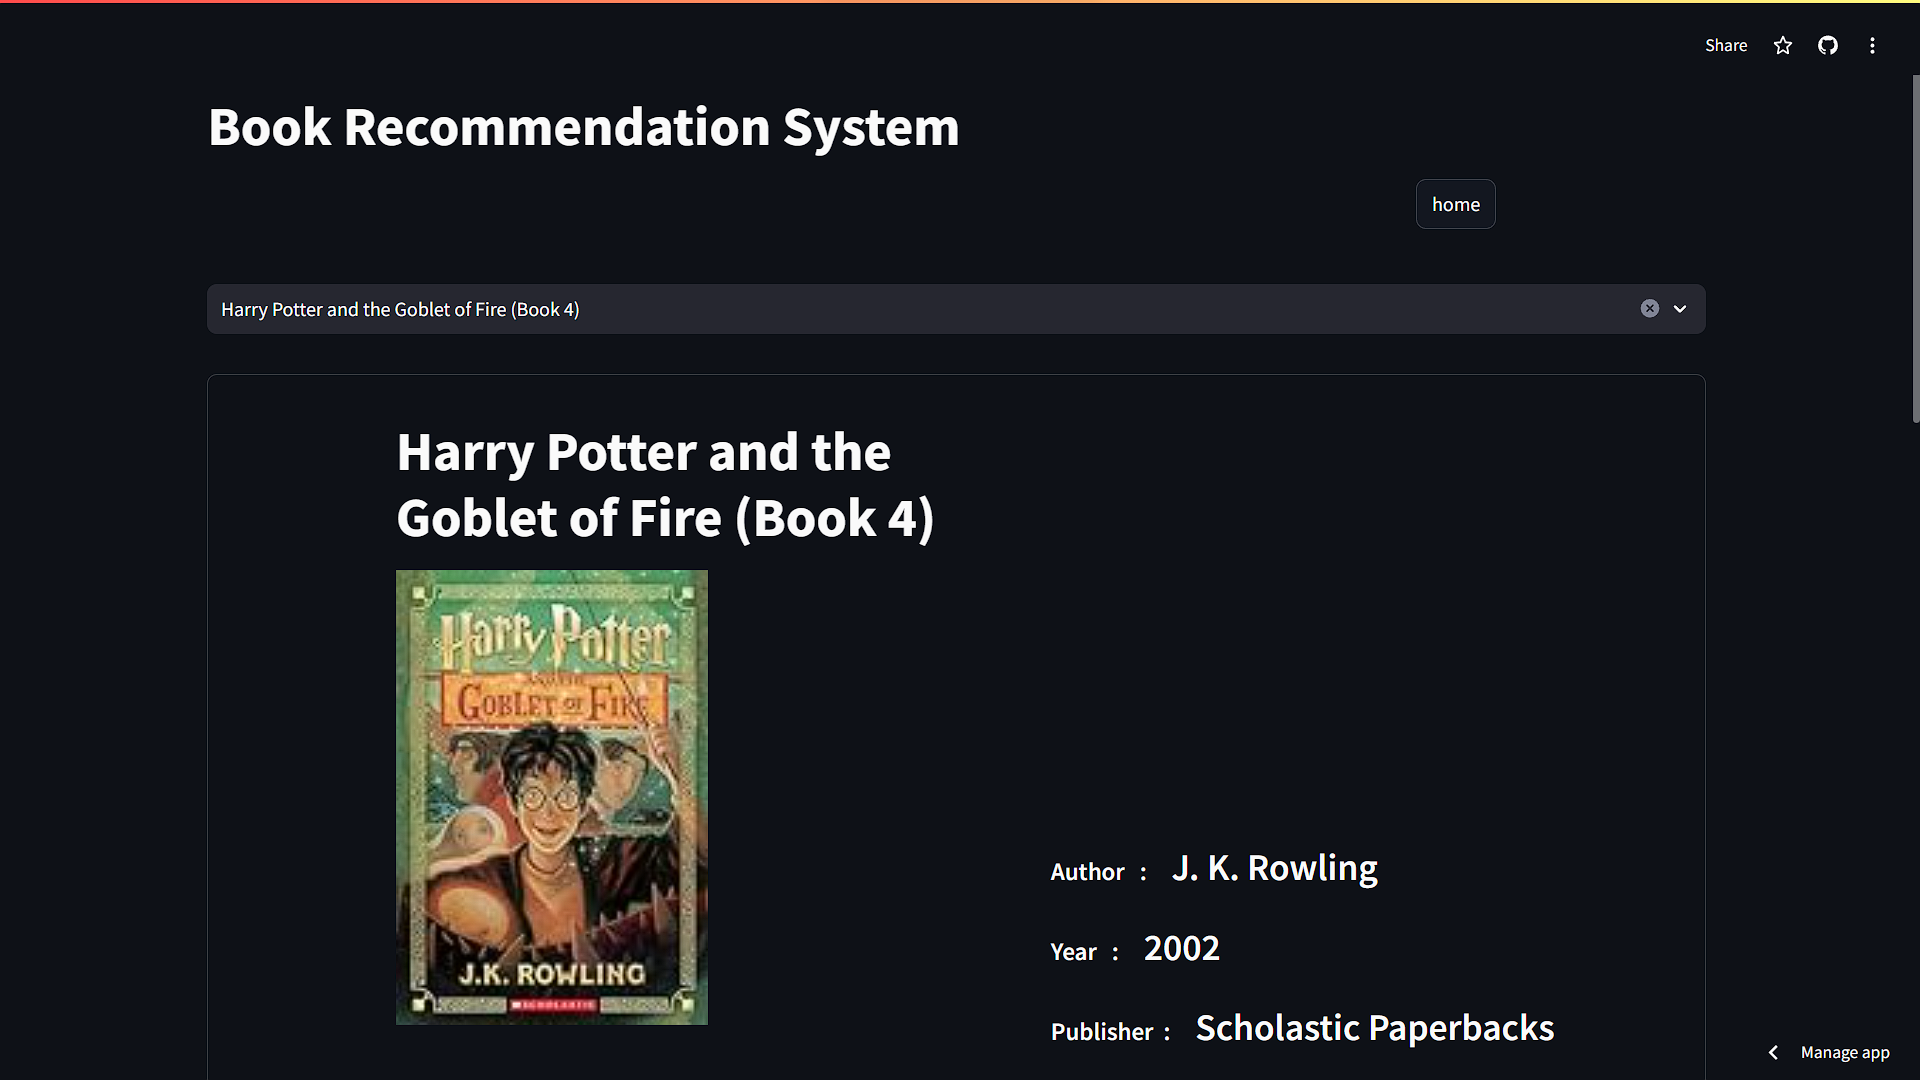 Share
Book Recommendation System
home
Harry Potter and the Goblet of Fire (Book 4)
Harry Potter and the
Goblet of Fire (Book 4)
Harry Potter
AND THE
GOBLET OF FIRE
J.K. ROWLING
SCHOLASTIC
Author : J. K. Rowling
Year : 2002
Publisher : Scholastic Paperbacks
Manage app